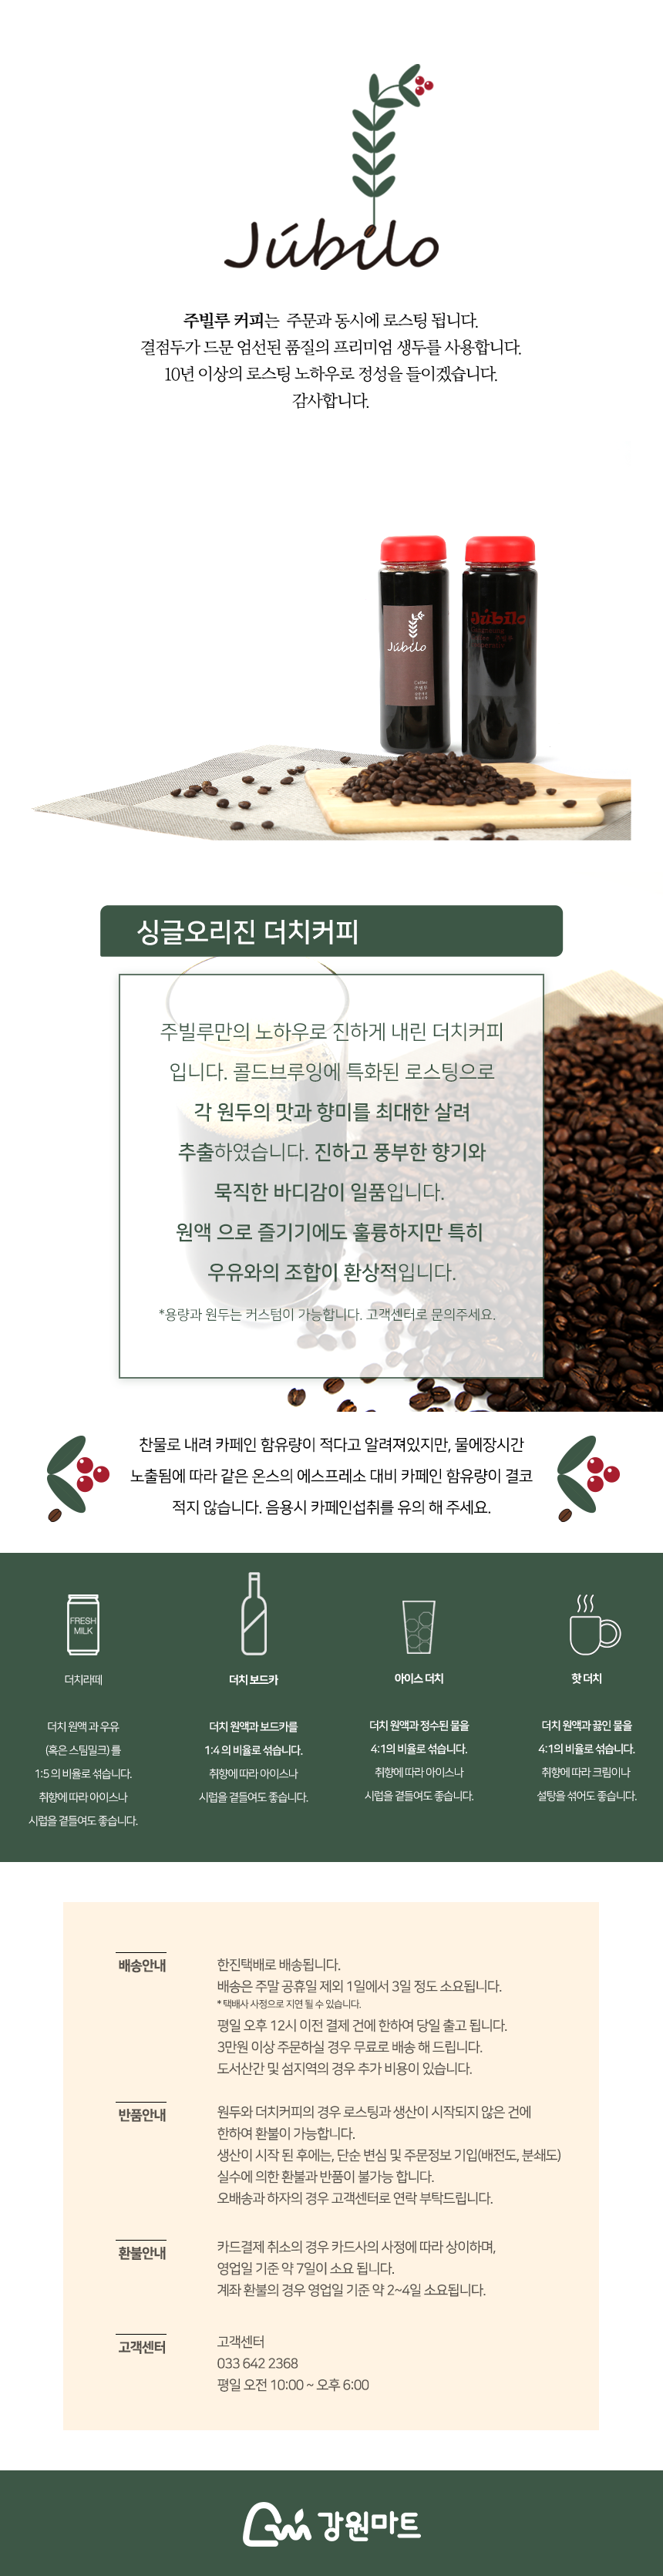 Júbilo
주빌루 커피는 주문과 동시에 로스팅 됩니다.
결점두가 드문 엄선된 품질의 프리미엄 생두를 사용합니다.
10년 이상의 로스팅 노하우로 정성을 들이겠습니다.
감사합니다.
Júbilo
Júbilo
싱글오리진 더치커피
주빌루만의 노하우로 진하게 내린 더치커피
입니다. 콜드브루잉에 특화된 로스팅으로
각 원두의 맛과 향미를 최대한 살려
추출하였습니다. 진하고 풍부한 향기와
묵직한 바디감이 일품입니다.
원액 으로 즐기기에도 훌륭하지만 특히
우유와의 조합이 환상적입니다.
*용량과 원두는 커스텀이 가능합니다. 고객센터로 문의주세요.
찬물로 내려 카페인 함유량이 적다고 알려져있지만, 물에장시간
노출됨에 따라 같은 온스의 에스프레소 대비 카페인 함유량이 결코
적지 않습니다. 음용시 카페인섭취를 유의 해 주세요.
FRESH
MILK
더치라떼
더치 원액 과 우유
(혹은 스팀밀크) 를
1:5 의 비율로 섞습니다.
취향에 따라 아이스나
시럽을 곁들여도 좋습니다.
더치 보드카
더치 원액과 보드카를
1:4 의 비율로 섞습니다.
취향에 따라 아이스나
시럽을 곁들여도 좋습니다.
아이스 더치
더치 원액과 정수된 물을
4:1의 비율로 섞습니다.
취향에 따라 아이스나
시럽을 곁들여도 좋습니다.
핫 더치
더치 원액과 끓인 물을
4:1의 비율로 섞습니다.
취향에 따라 크림이나
설탕을 섞어도 좋습니다.
배송안내
한진택배로 배송됩니다.
배송은 주말 공휴일 제외 1일에서 3일 정도 소요됩니다.
* 택배사 사정으로 지연 될 수 있습니다.
평일 오후 12시 이전 결제 건에 한하여 당일 출고 됩니다.
3만원 이상 주문하실 경우 무료로 배송 해 드립니다.
도서산간 및 섬지역의 경우 추가 비용이 있습니다.
반품안내
원두와 더치커피의 경우 로스팅과 생산이 시작되지 않은 건에
한하여 환불이 가능합니다.
생산이 시작 된 후에는, 단순 변심 및 주문정보 기입(배전도, 분쇄도)
실수에 의한 환불과 반품이 불가능 합니다.
오배송과 하자의 경우 고객센터로 연락 부탁드립니다.
환불안내
카드결제 취소의 경우 카드사의 사정에 따라 상이하며,
영업일 기준 약 7일이 소요 됩니다.
계좌 환불의 경우 영업일 기준 약 2~4일 소요됩니다.
고객센터
고객센터
033 642 2368
평일 오전 10:00 ~ 오후 6:00
강원마트